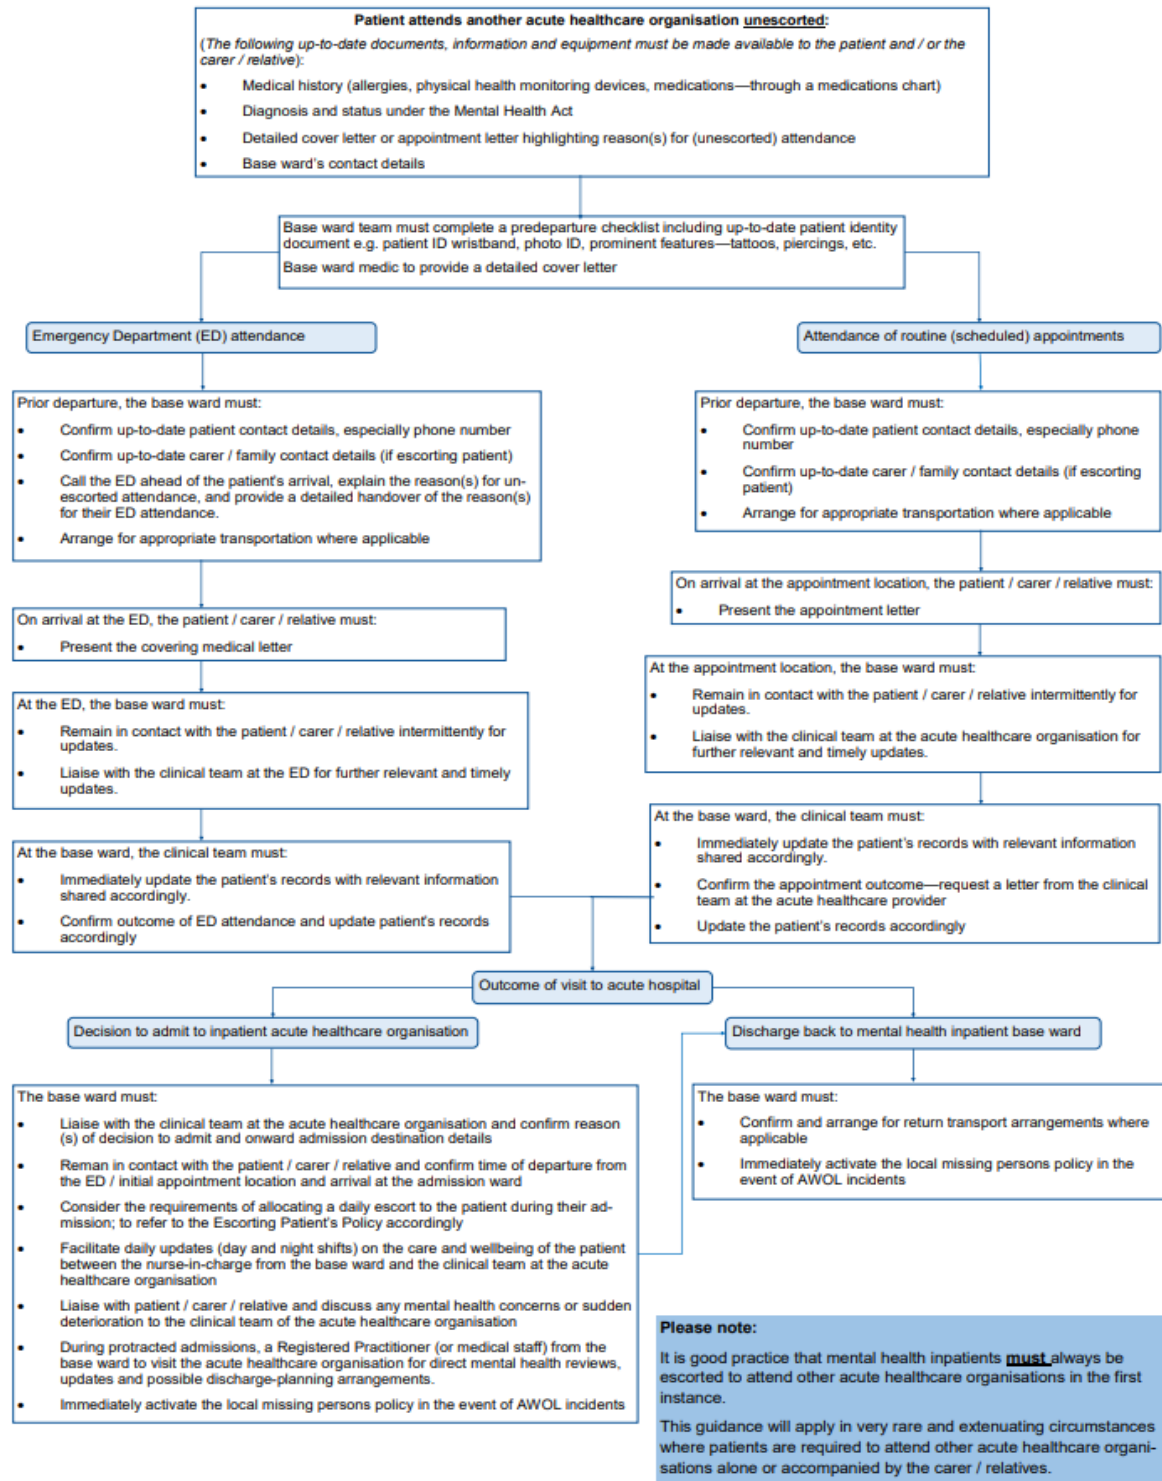 Patient attends another acute healthcare organisation unescorted:
(The following up-to-date documents, information and equipment must be made available to the patient and / or the
carer / relative):
• Medical history (allergies, physical health monitoring devices, medications—through a medications chart)
• Diagnosis and status under the Mental Health Act
• Detailed cover letter or appointment letter highlighting reason(s) for (unescorted) attendance
• Base ward's contact details
Base ward team must complete a predeparture checklist including up-to-date patient identity
document e.g. patient ID wristband, photo ID, prominent features—tattoos, piercings, etc.
Base ward medic to provide a detailed cover letter
Emergency Department (ED) attendance
Prior departure, the base ward must:
• Confirm up-to-date patient contact details, especially phone number
• Confirm up-to-date carer / family contact details (if escorting patient)
• Call the ED ahead of the patient's arrival, explain the reason(s) for un-
escorted attendance, and provide a detailed handover of the reason(s)
for their ED attendance.
• Arrange for appropriate transportation where applicable
On arrival at the ED, the patient / carer / relative must:
• Present the covering medical letter
At the ED, the base ward must:
• Remain in contact with the patient / carer / relative intermittently for
updates.
• Liaise with the clinical team at the ED for further relevant and timely
updates.
At the base ward, the clinical team must:
• Immediately update the patient's records with relevant information
shared accordingly.
• Confirm outcome of ED attendance and update patient's records
accordingly
Attendance of routine (scheduled) appointments
Prior departure, the base ward must:
• Confirm up-to-date patient contact details, especially phone
number
• Confirm up-to-date carer / family contact details (if escorting
patient)
• Arrange for appropriate transportation where applicable
On arrival at the appointment location, the patient / carer / relative must:
• Present the appointment letter
At the appointment location, the base ward must:
• Remain in contact with the patient / carer / relative intermittently for
updates.
• Liaise with the clinical team at the acute healthcare organisation for
further relevant and timely updates.
At the base ward, the clinical team must:
• Immediately update the patient's records with relevant information
shared accordingly.
• Confirm the appointment outcome—request a letter from the clinical
team at the acute healthcare provider
• Update the patient's records accordingly
Outcome of visit to acute hospital
Decision to admit to inpatient acute healthcare organisation
The base ward must:
• Liaise with the clinical team at the acute healthcare organisation and confirm reason
(s) of decision to admit and onward admission destination details
• Reman in contact with the patient / carer / relative and confirm time of departure from
the ED / initial appointment location and arrival at the admission ward
• Consider the requirements of allocating a daily escort to the patient during their ad-
mission; to refer to the Escorting Patient's Policy accordingly
• Facilitate daily updates (day and night shifts) on the care and wellbeing of the patient
between the nurse-in-charge from the base ward and the clinical team at the acute
healthcare organisation
• Liaise with patient / carer / relative and discuss any mental health concerns or sudden
deterioration to the clinical team of the acute healthcare organisation
• During protracted admissions, a Registered Practitioner (or medical staff) from the
base ward to visit the acute healthcare organisation for direct mental health reviews,
updates and possible discharge-planning arrangements.
• Immediately activate the local missing persons policy in the event of AWOL incidents
Discharge back to mental health inpatient base ward
The base ward must:
• Confirm and arrange for return transport arrangements where
applicable
• Immediately activate the local missing persons policy in the
event of AWOL incidents
Please note:
It is good practice that mental health inpatients must always be
escorted to attend other acute healthcare organisations in the first
instance.
This guidance will apply in very rare and extenuating circumstances
where patients are required to attend other acute healthcare organi-
sations alone or accompanied by the carer / relatives.